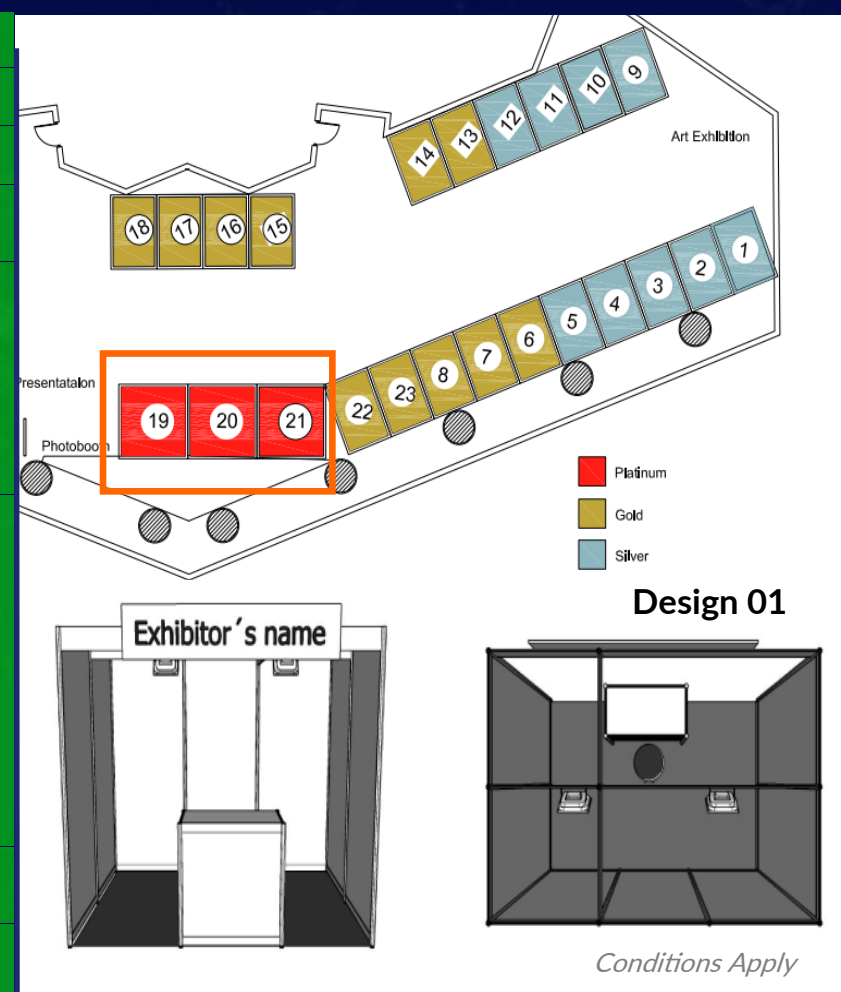 9
10
11
12
13
14
Art Exhibition
18
17
16
15
1
2
3
4
5
6
7
8
23
22
Presentataion
19
20
21
Photobooth
Platinum
Gold
Silver
Design 01
Exhibitor´s name
Conditions Apply